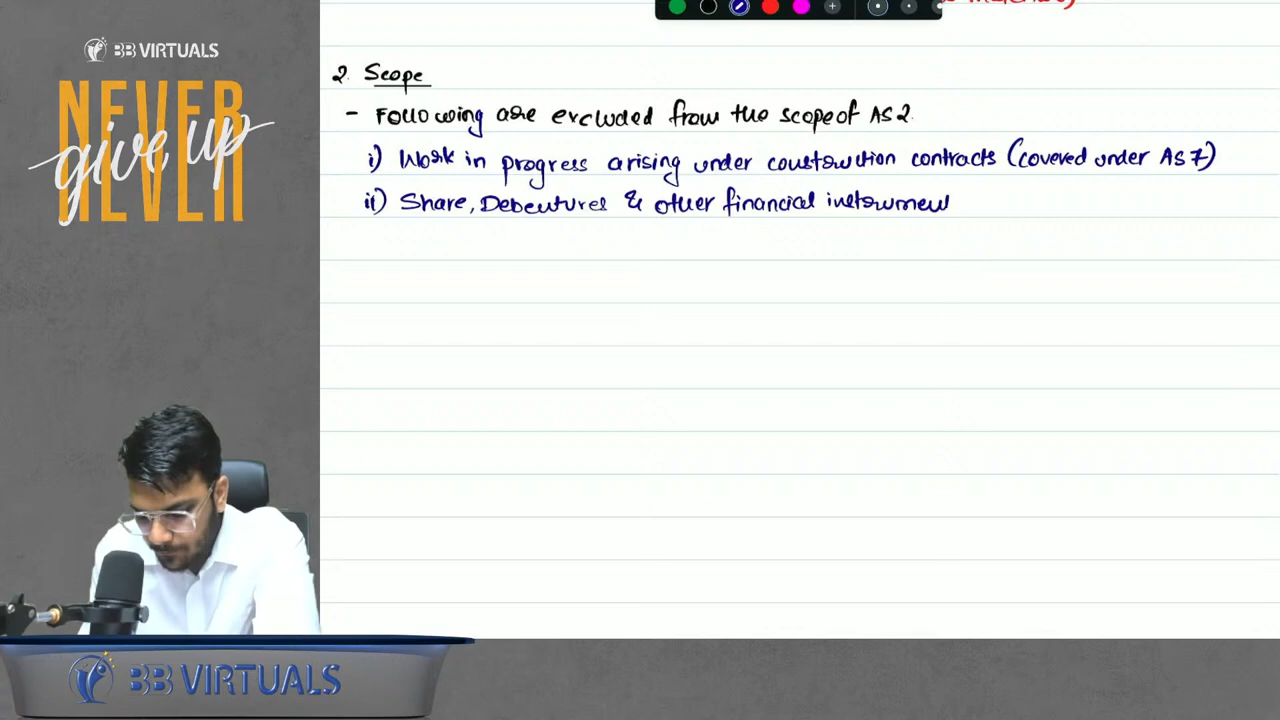 BB VIRTUALS
NEVER
give up
NEVER
2. Scope
- Following are excluded from the scope of AS 2.
i) Work in progress arising under construction contracts (covered under AS 7)
ii) Share, Debentures & other financial instrument
BB VIRTUALS